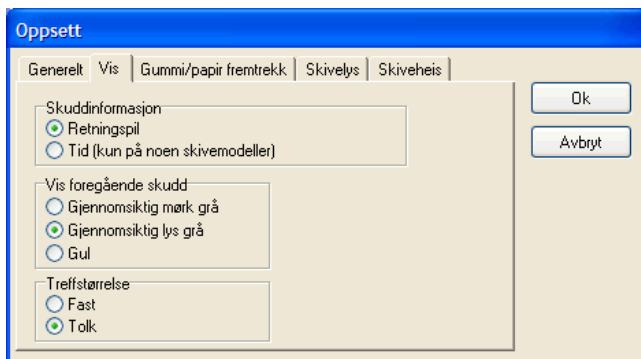 Oppsett
Generelt Vis Gummi/papir fremtrekk Skivelys Skiveheis
Skuddinformasjon
Retningspil
Tid (kun på noen skivemodeller)
Vis foregående skudd
Gjennomsiktig mørk grå
Gjennomsiktig lys grå
Gul
Treffstørrelse
Fast
Tolk
Ok
Avbryt